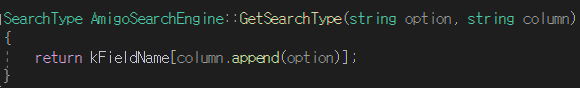 SearchType AmigoSearchEngine::GetSearchType(string option, string column)
{
return kFieldName[column.append(option)];
}